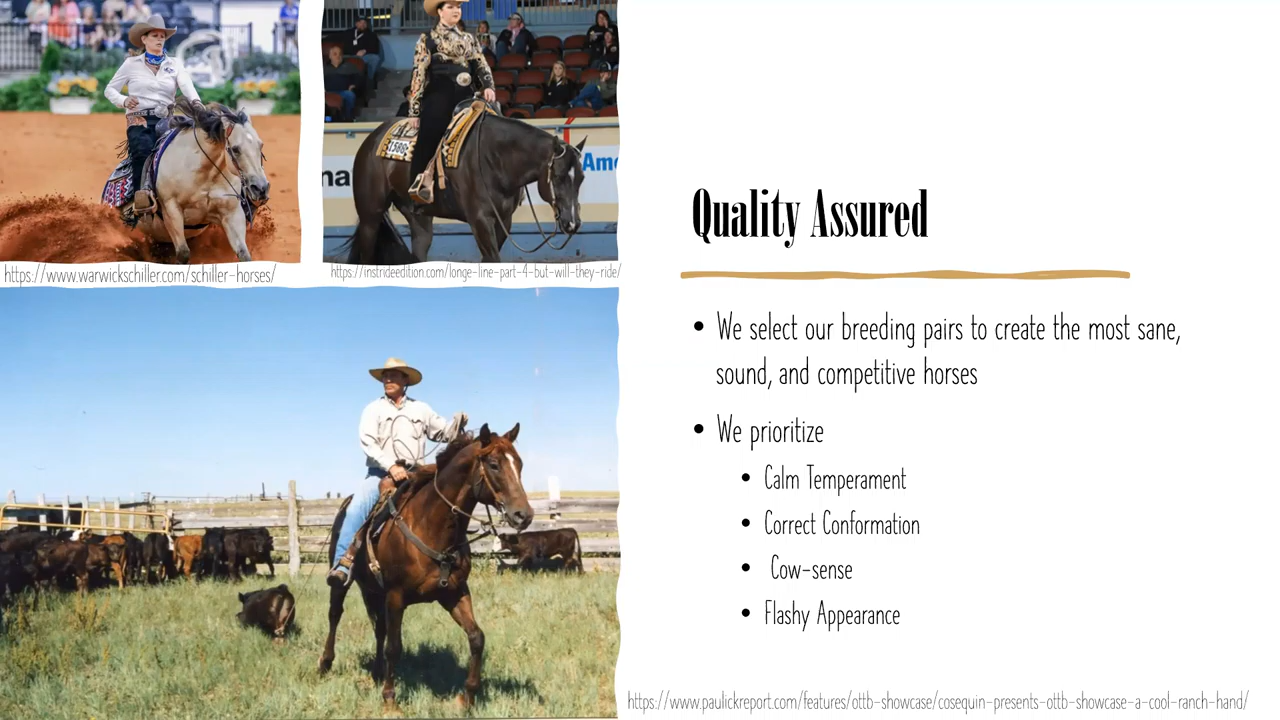 1588
na
Ame
https://www.warwickschiller.com/schiller-horses/
https://instrideedition.com/longe-line-part-4-but-will-they-ride/
Quality Assured
• We select our breeding pairs to create the most sane,
sound, and competitive horses
• We prioritize
• Calm Temperament
• Correct Conformation
• Cow-sense
• Flashy Appearance
https://www.paulickreport.com/features/ottb-showcase/cosequin-presents-ottb-showcase-a-cool-ranch-hand/